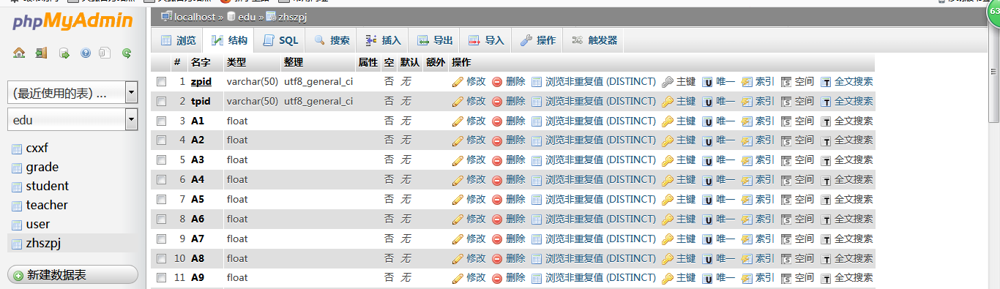 63
phpMyAdmin
(最近使用的表) ...
edu
cxxf
grade
student
teacher
user
zhszpj
新建数据表
localhost » edu » zhszpj
浏览 结构 SQL 搜索 插入 导出 导入 操作 触发器
# 名字 类型 整理 属性 空 默认 额外 操作
1 zpid varchar(50) utf8_general_ci 否 无 修改 删除 浏览非重复值 (DISTINCT) 主键 唯一 索引 空间 全文搜索
2 tpid varchar(50) utf8_general_ci 否 无 修改 删除 浏览非重复值 (DISTINCT) 主键 唯一 索引 空间 全文搜索
3 A1 float 否 无 修改 删除 浏览非重复值 (DISTINCT) 主键 唯一 索引 空间 全文搜索
4 A2 float 否 无 修改 删除 浏览非重复值 (DISTINCT) 主键 唯一 索引 空间 全文搜索
5 A3 float 否 无 修改 删除 浏览非重复值 (DISTINCT) 主键 唯一 索引 空间 全文搜索
6 A4 float 否 无 修改 删除 浏览非重复值 (DISTINCT) 主键 唯一 索引 空间 全文搜索
7 A5 float 否 无 修改 删除 浏览非重复值 (DISTINCT) 主键 唯一 索引 空间 全文搜索
8 A6 float 否 无 修改 删除 浏览非重复值 (DISTINCT) 主键 唯一 索引 空间 全文搜索
9 A7 float 否 无 修改 删除 浏览非重复值 (DISTINCT) 主键 唯一 索引 空间 全文搜索
10 A8 float 否 无 修改 删除 浏览非重复值 (DISTINCT) 主键 唯一 索引 空间 全文搜索
11 A9 float 否 无 修改 删除 浏览非重复值 (DISTINCT) 主键 唯一 索引 空间 全文搜索